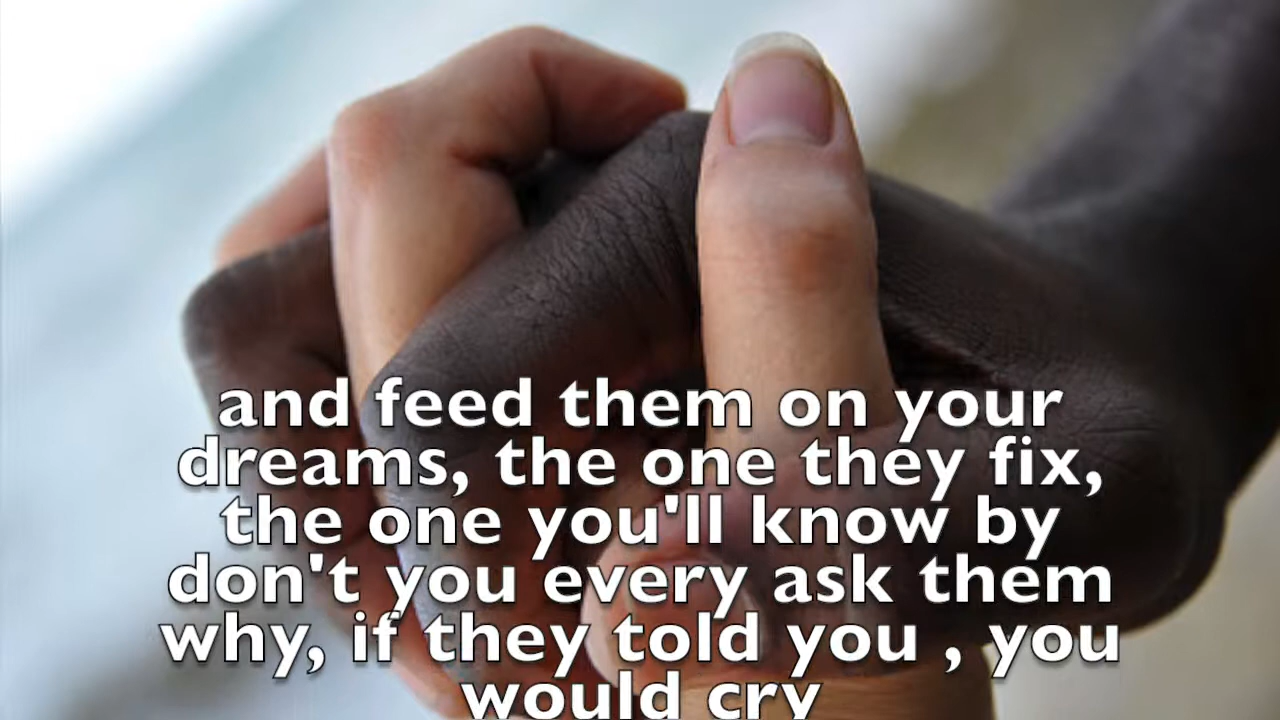 and feed them on your
dreams, the one they fix,
the one you'll know by
don't you every ask them
why, if they told you , you
would cry